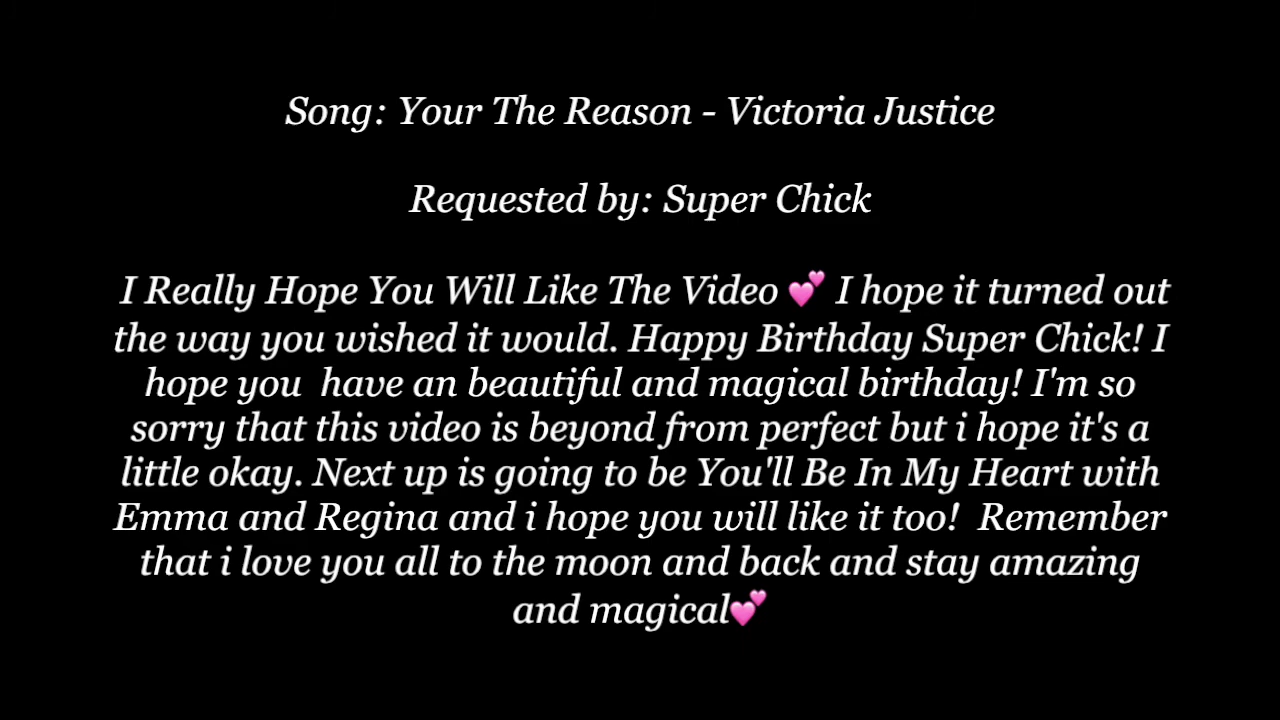 Song: Your The Reason - Victoria Justice
Requested by: Super Chick
I Really Hope You Will Like The Video 💕 I hope it turned out
the way you wished it would. Happy Birthday Super Chick! I
hope you  have an beautiful and magical birthday! I'm so
sorry that this video is beyond from perfect but i hope it's a
little okay. Next up is going to be You'll Be In My Heart with
Emma and Regina and i hope you will like it too!  Remember
that i love you all to the moon and back and stay amazing
and magical💕